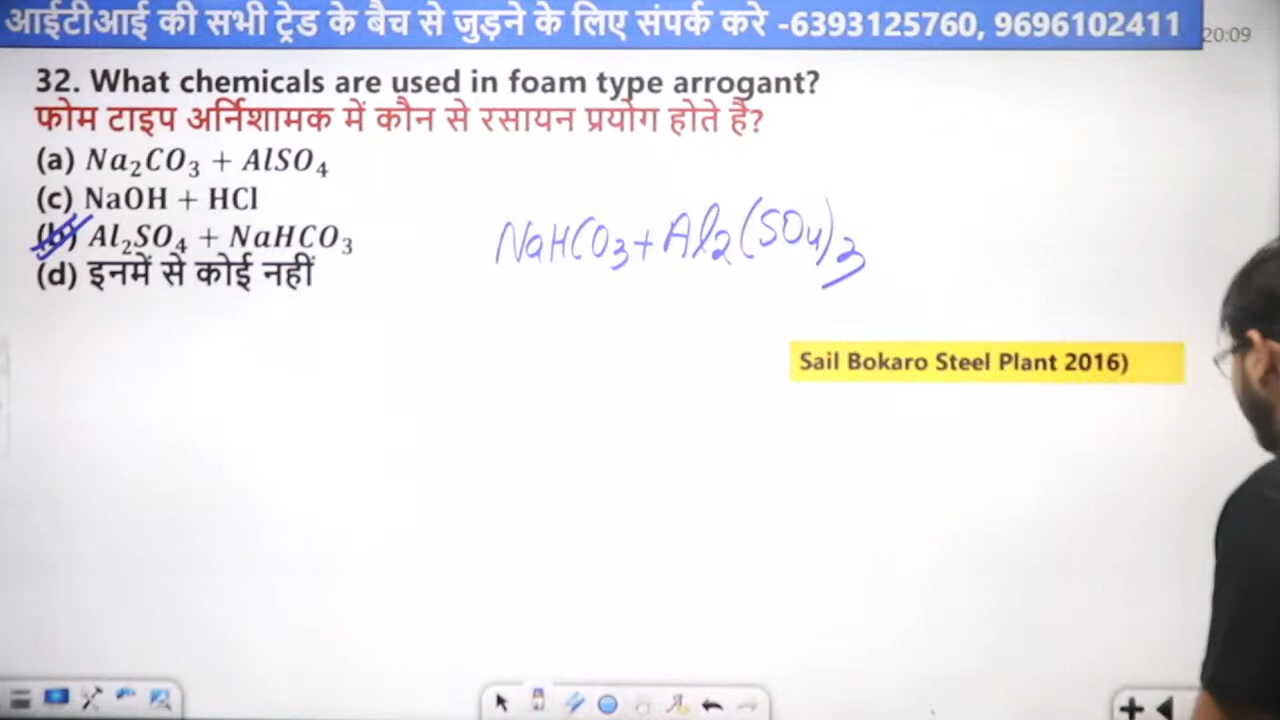 आईटीआई की सभी ट्रेड के बैच से जुड़ने के लिए संपर्क करे -6393125760, 9696102411
20:09
32. What chemicals are used in foam type arrogant?
फोम टाइप अर्निशामक में कौन से रसायन प्रयोग होते है?
(a) Na₂CO₃ + AlSO₄
(c) NaOH + HCl
(b) Al₂SO₄ + NaHCO₃
NaHCO₃+Al₂(SO₄)₃
(d) इनमें से कोई नहीं
Sail Bokaro Steel Plant 2016)